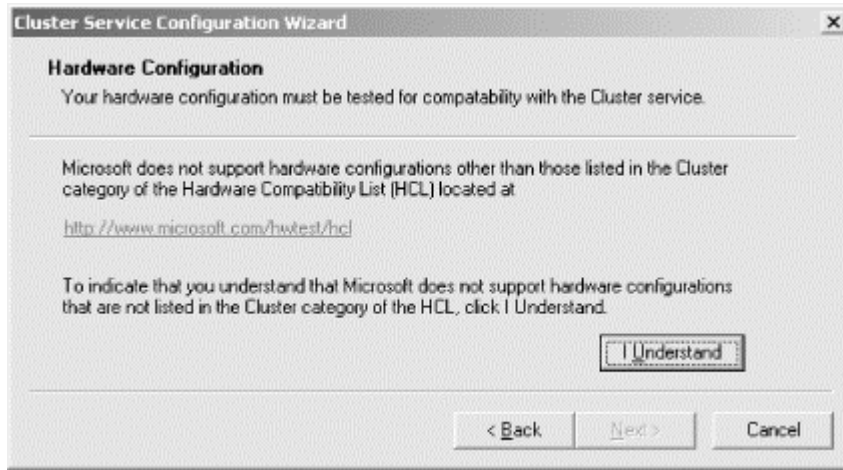 Cluster Service Configuration Wizard
Hardware Configuration
Your hardware configuration must be tested for compatability with the Cluster service.
Microsoft does not support hardware configurations other than those listed in the Cluster
category of the Hardware Compatibility List (HCL) located at
http://www.microsoft.com/hwtest/hcl
To indicate that you understand that Microsoft does not support hardware configurations
that are not listed in the Cluster category of the HCL, click I Understand.
I Understand
< Back Next > Cancel